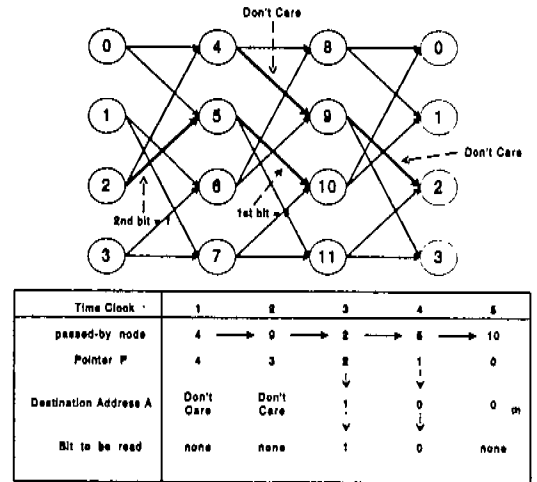 Don't Care
0 4 8 0
1 5 9 1
Don't Care
2 6 10 2
2nd bit = 1
1st bit =
3 7 11 3
Time Clock 1 2 3 4 5
passed-by node 4 9 2 5 10
Pointer P 4 3 2 1 0
Destination Address A Don't Care Don't Care 1 0 0
Bit to be read none none 1 0 none